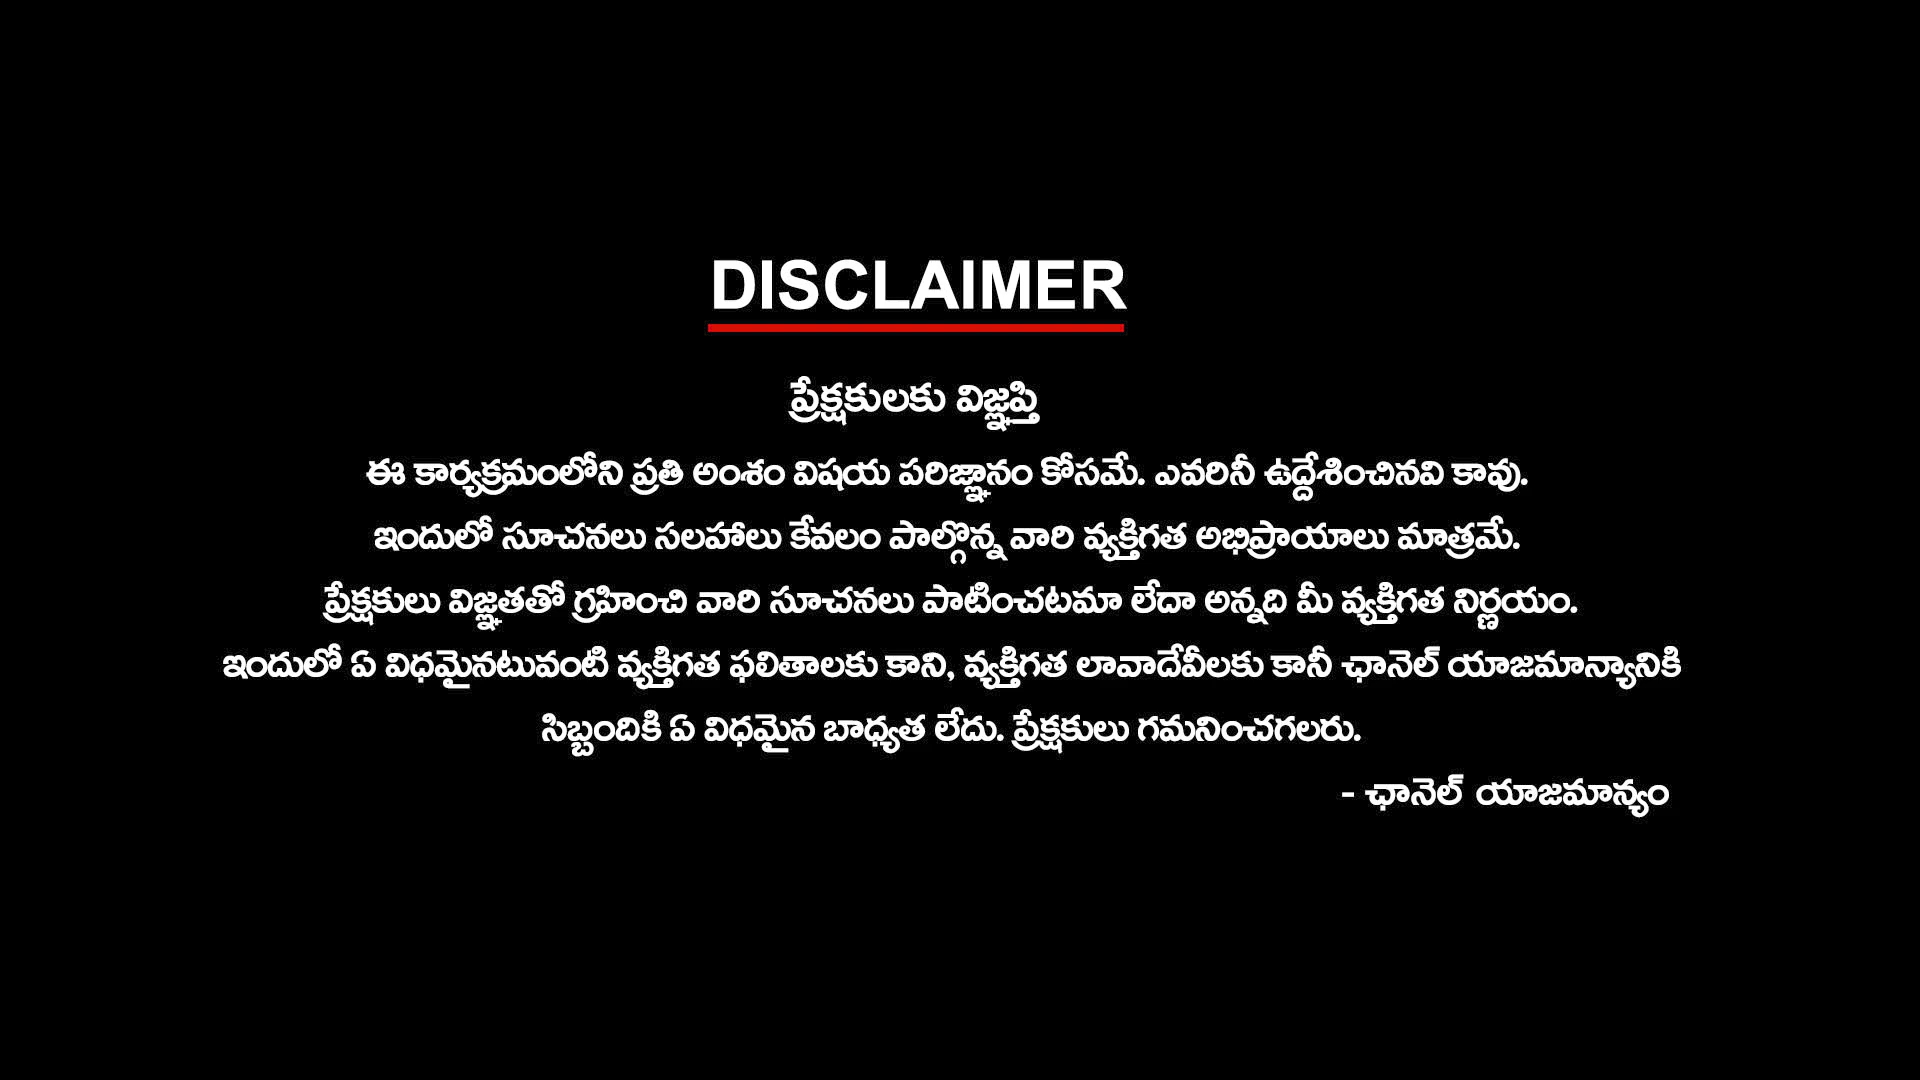 DISCLAIMER
ప్రేక్షకులకు విజ్ఞప్తి
ఈ కార్యక్రమంలోని ప్రతి అంశం విషయ పరిజ్ఞానం కోసమే. ఎవరినీ ఉద్దేశించినవి కావు.
ఇందులో సూచనలు సలహాలు కేవలం పాల్గొన్న వారి వ్యక్తిగత అభిప్రాయాలు మాత్రమే.
ప్రేక్షకులు విజ్ఞతతో గ్రహించి వారి సూచనలు పాటించటమా లేదా అన్నది మీ వ్యక్తిగత నిర్ణయం.
ఇందులో ఏ విధమైనటువంటి వ్యక్తిగత ఫలితాలకు కాని, వ్యక్తిగత లావాదేవీలకు కానీ ఛానెల్ యాజమాన్యానికి
సిబ్బందికి ఏ విధమైన బాధ్యత లేదు. ప్రేక్షకులు గమనించగలరు.
- ఛానెల్ యాజమాన్యం